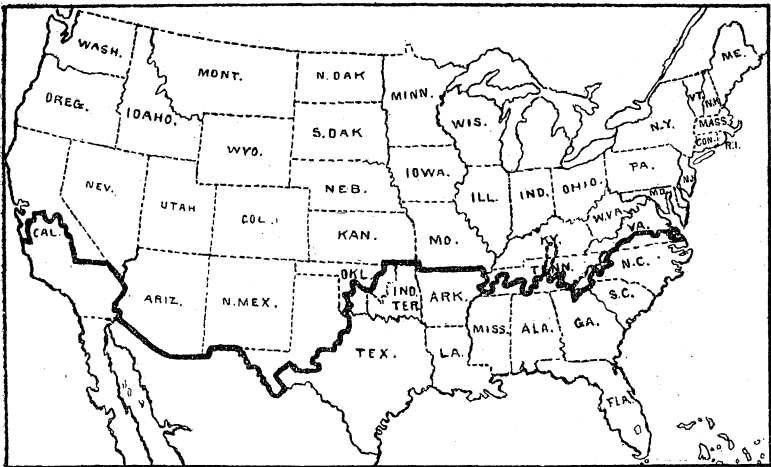 WASH.
MONT.
N.DAK
MINN.
ME.
OREG.
IDAHO.
S.DAK
WIS.
VT.
N.H.
N.Y.
MASS.
CON.
R.I.
WYO.
IOWA.
PA.
NEV.
UTAH
COL.
NEB.
ILL.
IND.
OHIO.
N.J.
MD.
W.VA.
VA.
CAL.
KAN.
MO.
KY.
TENN.
N.C.
ARIZ.
N.MEX.
OKL.
IND.
TER.
ARK.
S.C.
MISS.
ALA.
GA.
TEX.
LA.
FLA.